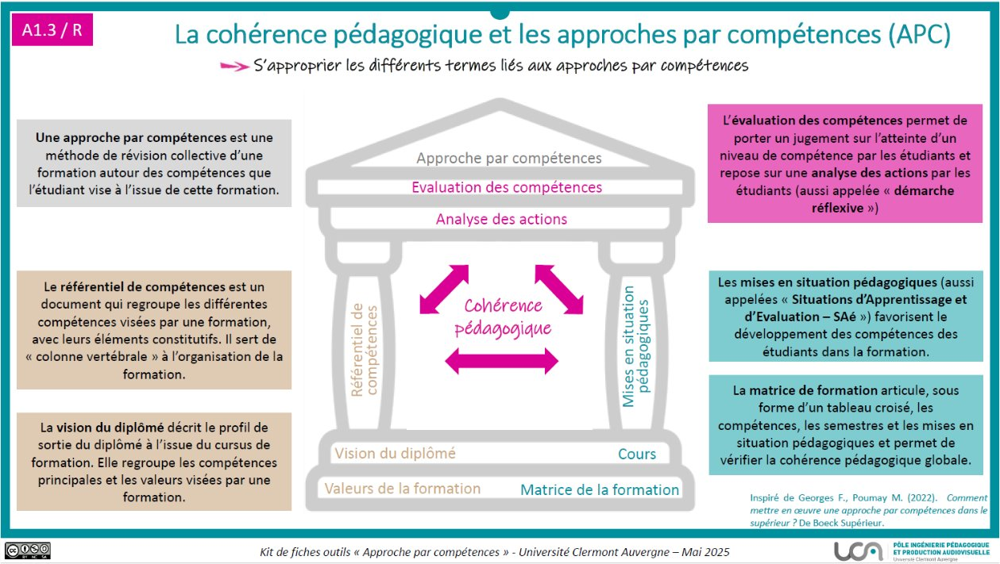 A1.3 / R
La cohérence pédagogique et les approches par compétences (APC)
S'approprier les différents termes liés aux approches par compétences
Une approche par compétences est une
méthode de révision collective d'une
formation autour des compétences que
l'étudiant vise à l'issue de cette formation.
Le référentiel de compétences est un
document qui regroupe les différentes
compétences visées par une formation,
avec leurs éléments constitutifs. Il sert de
« colonne vertébrale » à l'organisation de la
formation.
La vision du diplômé décrit le profil de
sortie du diplômé à l'issue du cursus de
formation. Elle regroupe les compétences
principales et les valeurs visées par une
formation.
Approche par compétences
Evaluation des compétences
Analyse des actions
Référentiel de
compétences
Cohérence
pédagogique
Mises en situation
pédagogiques
Vision du diplômé
Cours
Valeurs de la formation
Matrice de la formation
L'évaluation des compétences permet de
porter un jugement sur l'atteinte d'un
niveau de compétence par les étudiants et
repose sur une analyse des actions par les
étudiants (aussi appelée « démarche
réflexive »)
Les mises en situation pédagogiques (aussi
appelées « Situations d'Apprentissage et
d'Evaluation – SAé ») favorisent le
développement des compétences des
étudiants dans la formation.
La matrice de formation articule, sous
forme d'un tableau croisé, les
compétences, les semestres et les mises en
situation pédagogiques et permet de
vérifier la cohérence pédagogique globale.
Inspiré de Georges F., Poumay M. (2022). Comment
mettre en œuvre une approche par compétences dans le
supérieur ? De Boeck Supérieur.
CC
BY NC SA
Kit de fiches outils « Approche par compétences » - Université Clermont Auvergne – Mai 2025
UCA
PÔLE INGÉNIERIE PÉDAGOGIQUE
ET PRODUCTION AUDIOVISUELLE
Université Clermont Auvergne